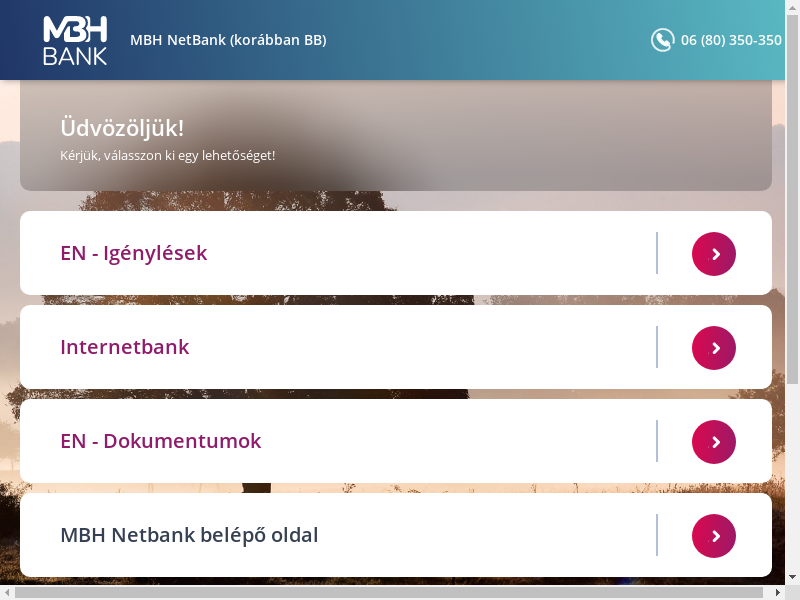 MBH
BANK
MBH NetBank (korábban BB)
06 (80) 350-350
Üdvözöljük!
Kérjük, válasszon ki egy lehetőséget!
EN - Igénylések
Internetbank
EN - Dokumentumok
MBH Netbank belépő oldal